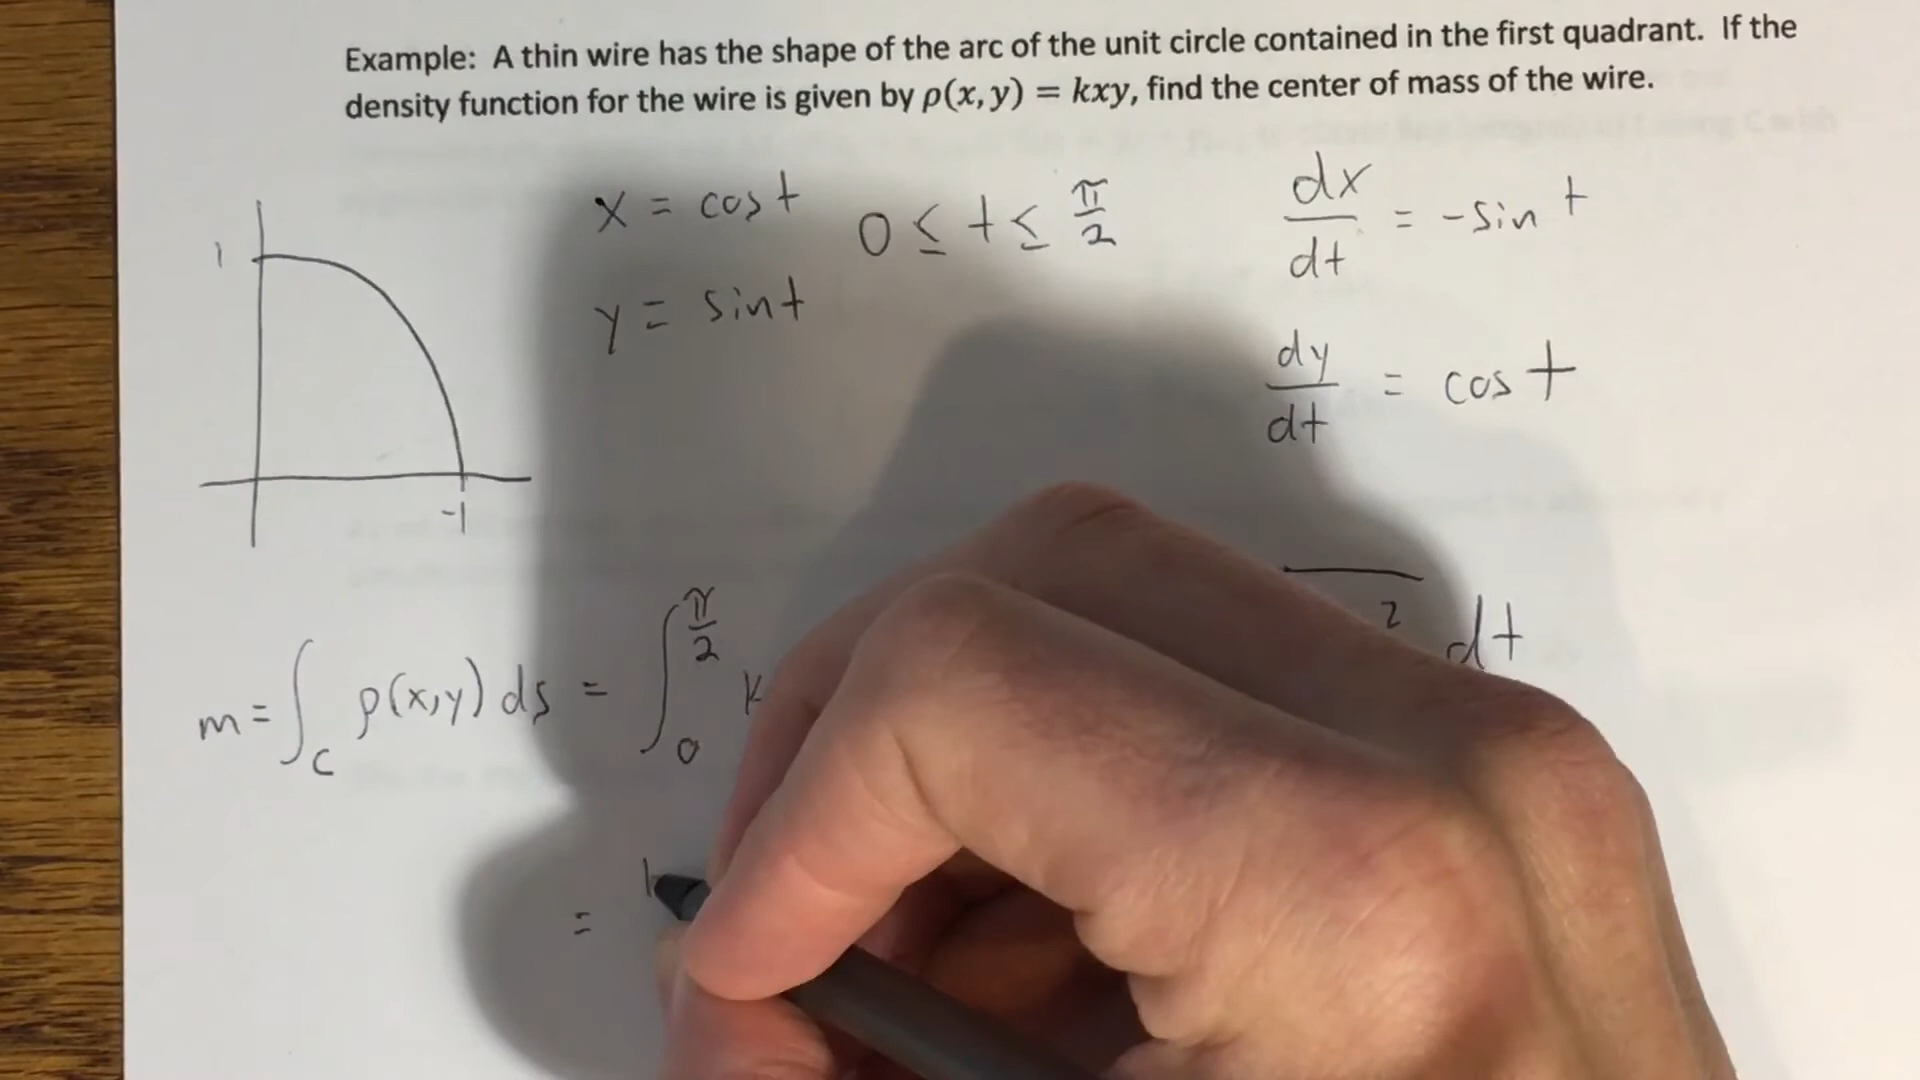 Example: A thin wire has the shape of the arc of the unit circle contained in the first quadrant. If the
density function for the wire is given by ρ(x, y) = kxy, find the center of mass of the wire.
x = cos t 0 ≤ t ≤ π/2
y = sin t
dx/dt = -sin t
dy/dt = cos t
1
-1
m = ∫_C ρ(x,y) ds = ∫_0^{π/2} k 2 dt
=